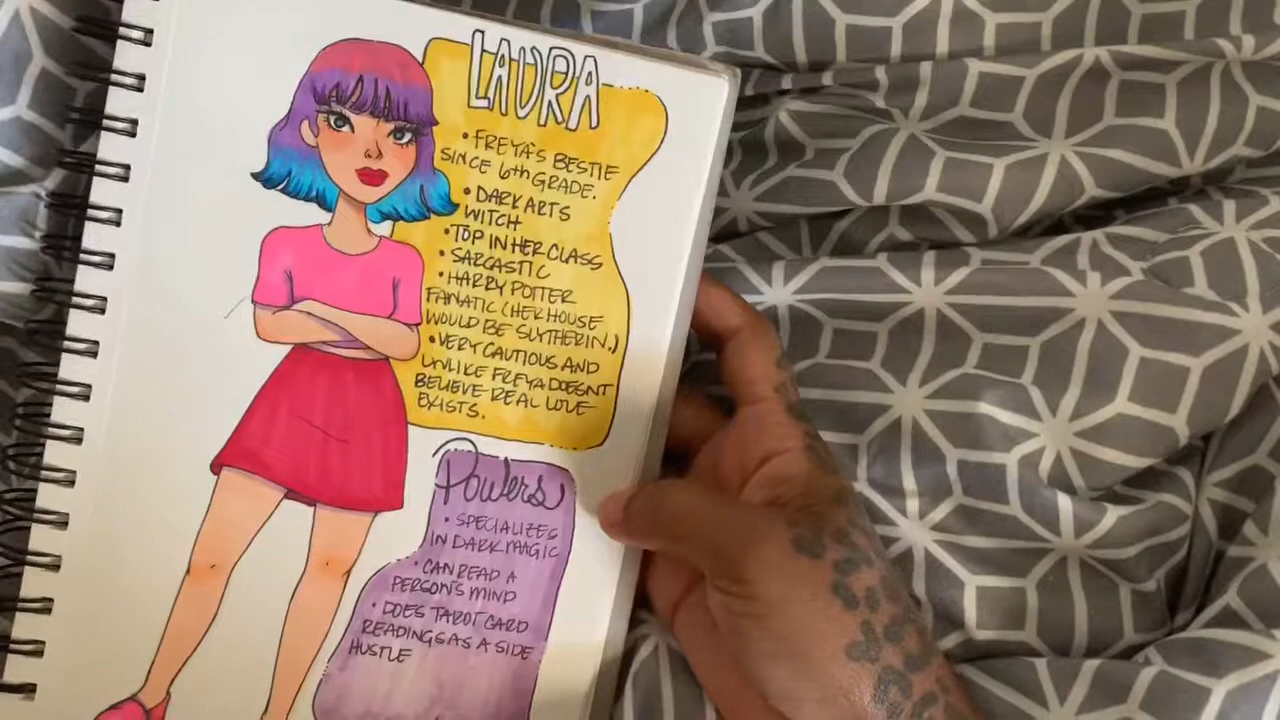 LAURA
• FREYA'S BESTIE
SINCE 6th GRADE.
• DARK ARTS
WITCH
• TOP IN HER CLASS
• SARCASTIC
• HARRY POTTER
FANATIC (HER HOUSE
WOULD BE SLYTHERIN.)
• VERY CAUTIOUS AND
UNLIKE FREYA DOESNT
BELIEVE REAL LOVE
EXISTS.
Powers
• SPECIALIZES
IN DARK MAGIC
• CAN READ A
PERSON'S MIND
• DOES TAROT CARD
READINGS AS A SIDE
HUSTLE